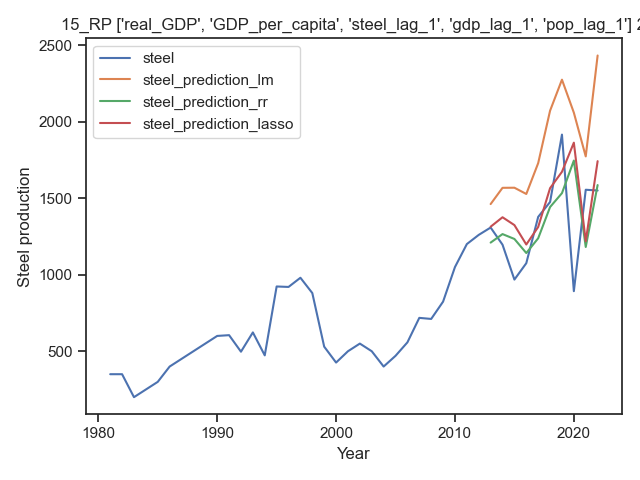 15_RP ['real_GDP', 'GDP_per_capita', 'steel_lag_1', 'gdp_lag_1', 'pop_lag_1'] 2
steel
steel_prediction_lm
steel_prediction_rr
steel_prediction_lasso
2500
2000
1500
1000
500
Steel production
1980
1990
2000
2010
2020
Year